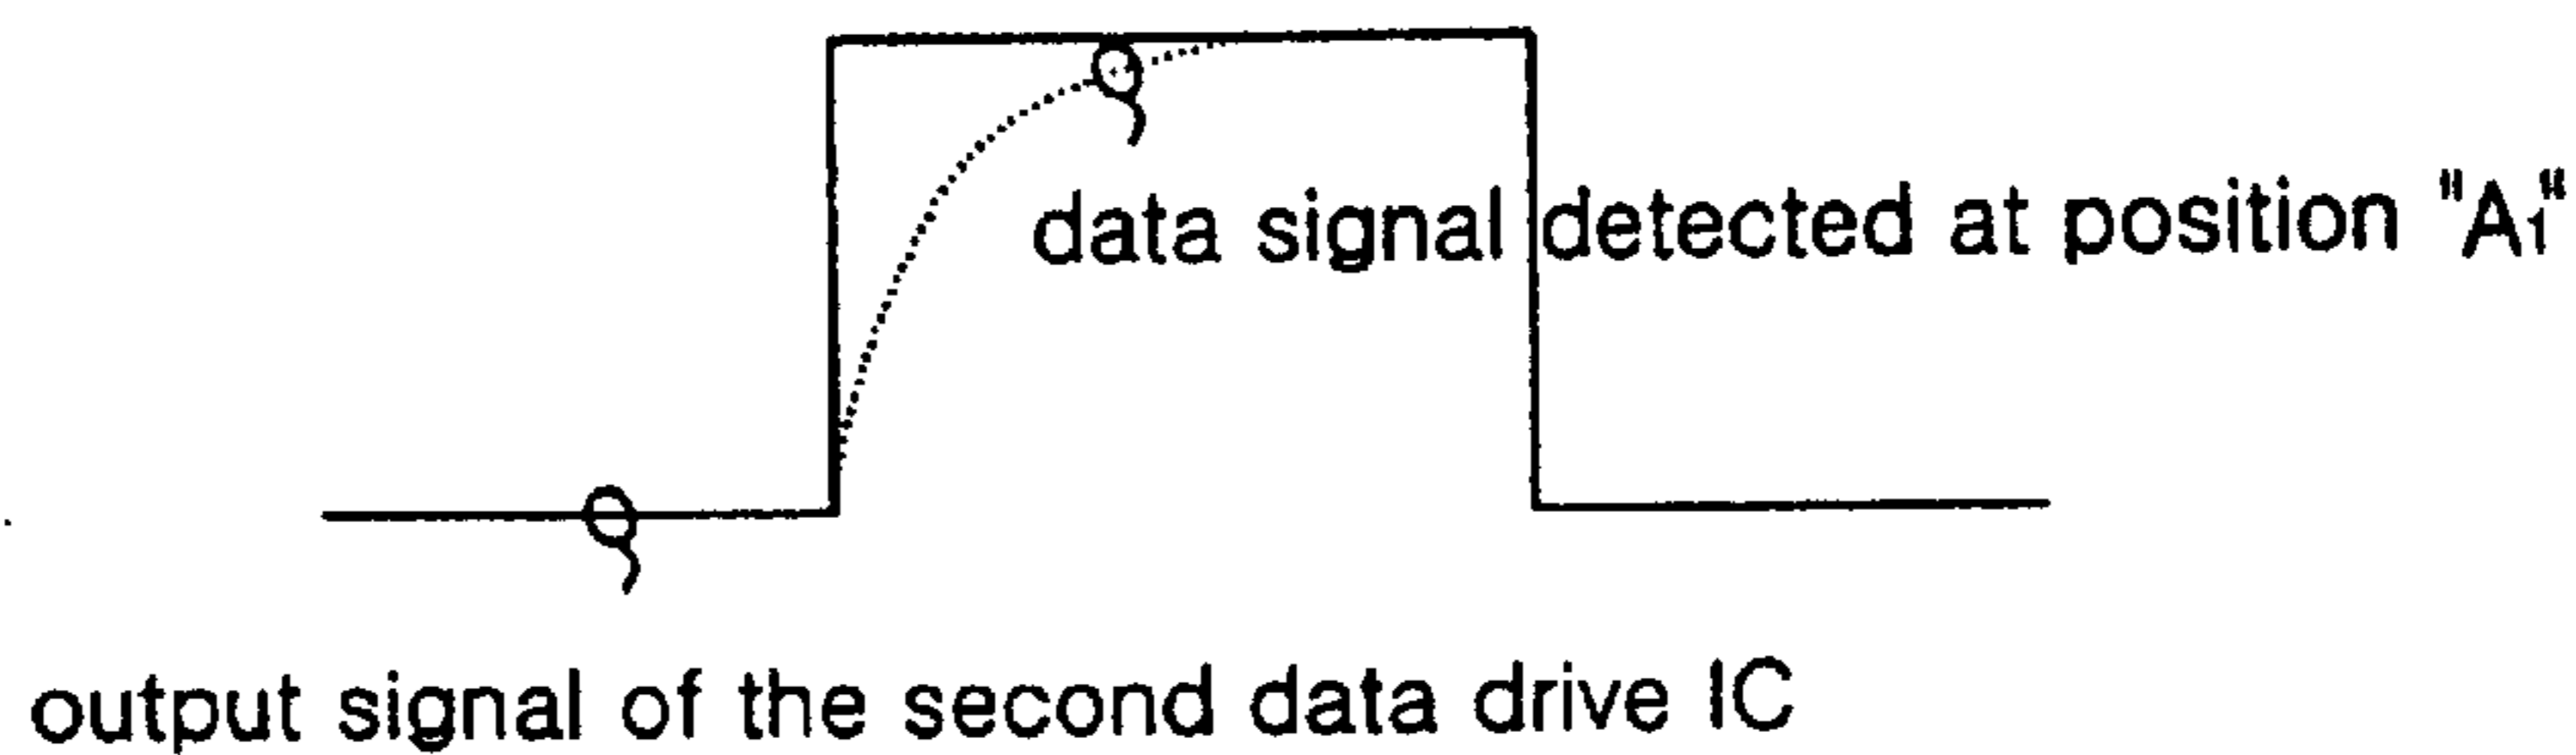 data signal detected at position "A₁"
output signal of the second data drive IC